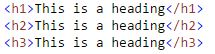 <h1>This is a heading</h1>
<h2>This is a heading</h2>
<h3>This is a heading</h3>